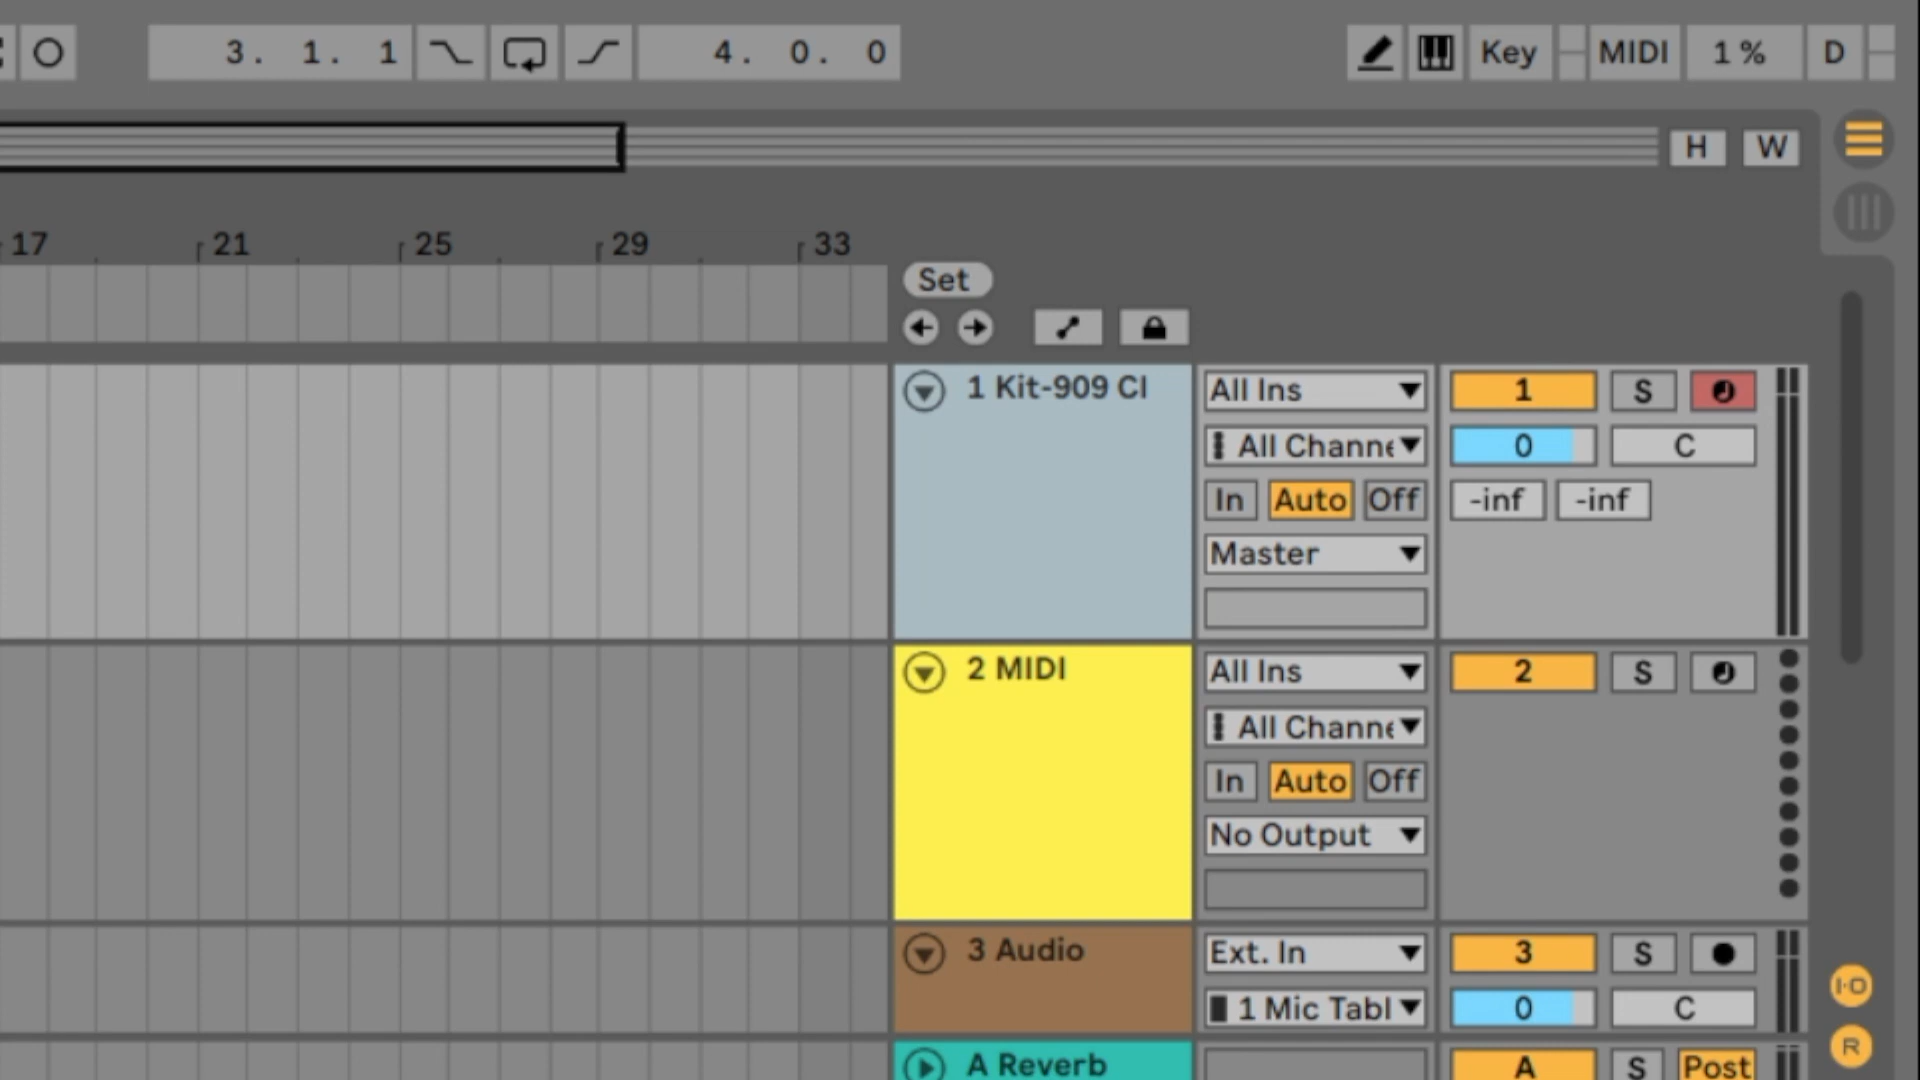 3. 1. 1 4. 0. 0 Key MIDI 1 % D
H W
17 21 25 29 33
Set
1 Kit-909 Cl All Ins 1 S
All Channe 0 C
In Auto Off -inf -inf
Master
2 MIDI All Ins 2 S
All Channe
In Auto Off
No Output
3 Audio Ext. In 3 S
1 Mic Tabl 0 C
I·O
R
A Reverb A S Post